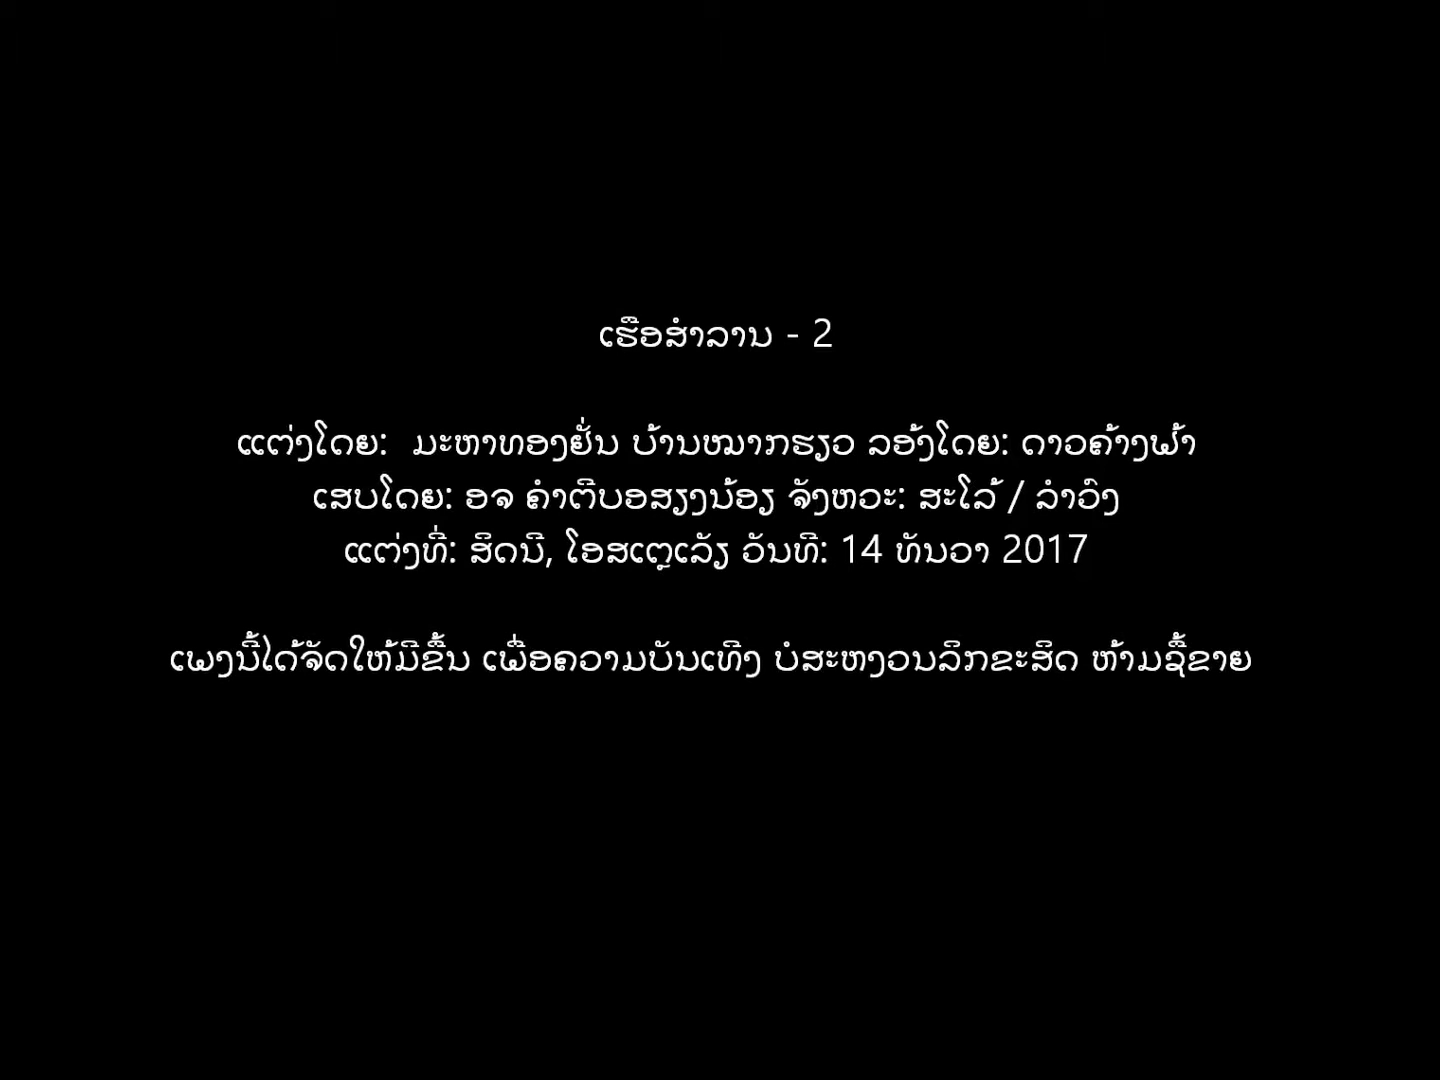 ເຮືອສຳລານ - 2
ແຕ່ງໂດຍ: ມະຫາທອງຢັ່ນ ບ້ານໝາກຮຽວ ລອ້ງໂດຍ: ດາວຄ້າງຟ້າ
ເສບໂດຍ: ອຈ ຄຳຕີບອສຽງນ້ອຽ ຈັງຫວະ: ສະໂລ້ / ລຳວົງ
ແຕ່ງທີ່: ສິດນີ, ໂອສເຕຼເລັຽ ວັນທີ: 14 ທັນວາ 2017
ເພງນີ້ໄດ້ຈັດໃຫ້ມີຂື້ນ ເພື່ອຄວາມບັນເທີງ ບໍສະຫງວນລິກຂະສິດ ຫ້າມຊື້ຂາຍ